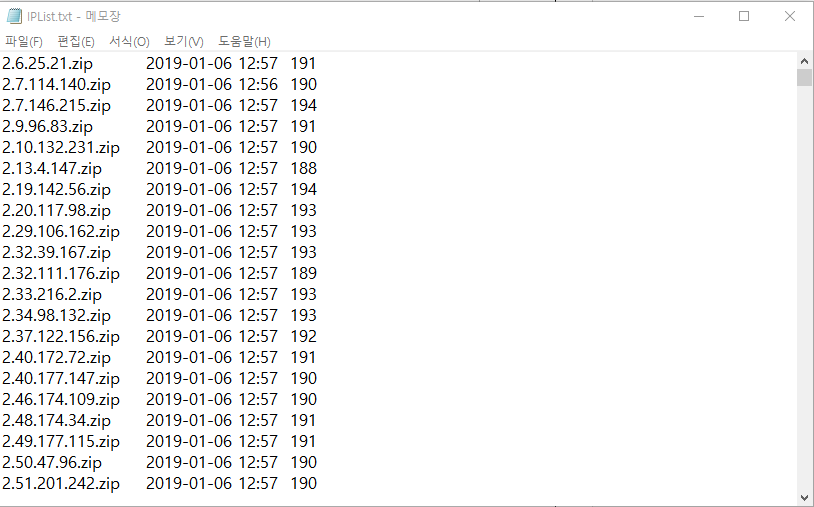 IPList.txt - 메모장
파일(F) 편집(E) 서식(O) 보기(V) 도움말(H)
2.6.25.21.zip 2019-01-06 12:57 191
2.7.114.140.zip 2019-01-06 12:56 190
2.7.146.215.zip 2019-01-06 12:57 194
2.9.96.83.zip 2019-01-06 12:57 191
2.10.132.231.zip 2019-01-06 12:57 190
2.13.4.147.zip 2019-01-06 12:57 188
2.19.142.56.zip 2019-01-06 12:57 194
2.20.117.98.zip 2019-01-06 12:57 193
2.29.106.162.zip 2019-01-06 12:57 193
2.32.39.167.zip 2019-01-06 12:57 193
2.32.111.176.zip 2019-01-06 12:57 189
2.33.216.2.zip 2019-01-06 12:57 193
2.34.98.132.zip 2019-01-06 12:57 193
2.37.122.156.zip 2019-01-06 12:57 192
2.40.172.72.zip 2019-01-06 12:57 191
2.40.177.147.zip 2019-01-06 12:57 190
2.46.174.109.zip 2019-01-06 12:57 190
2.48.174.34.zip 2019-01-06 12:57 191
2.49.177.115.zip 2019-01-06 12:57 191
2.50.47.96.zip 2019-01-06 12:57 190
2.51.201.242.zip 2019-01-06 12:57 190